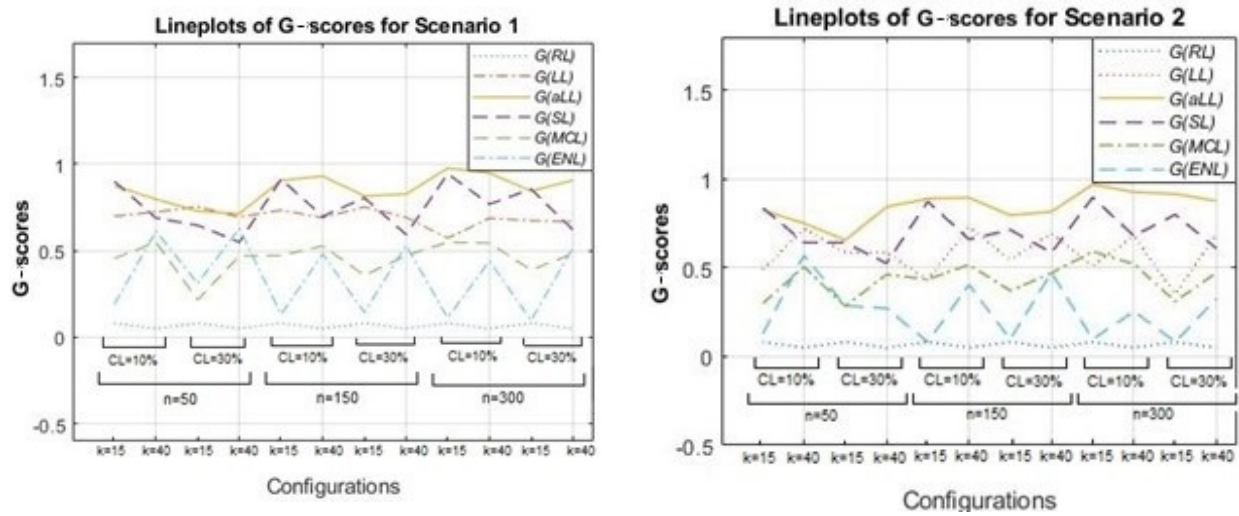 Lineplots of G--scores for Scenario 1
G--scores
1.5
1
0.5
0
-0.5
G(RL)
G(LL)
G(aLL)
G(SL)
G(MCL)
G(ENL)
CL=10% CL=30% CL=10% CL=30% CL=10% CL=30%
n=50 n=150 n=300
k=15 k=40 k=15 k=40 k=15 k=40 k=15 k=40 k=15 k=40 k=15 k=40
Configurations
Lineplots of G--scores for Scenario 2
G--scores
1.5
1
0.5
0
-0.5
G(RL)
G(LL)
G(aLL)
G(SL)
G(MCL)
G(ENL)
CL=10% CL=30% CL=10% CL=30% CL=10% CL=30%
n=50 n=150 n=300
k=15 k=40 k=15 k=40 k=15 k=40 k=15 k=40 k=15 k=40 k=15 k=40
Configurations